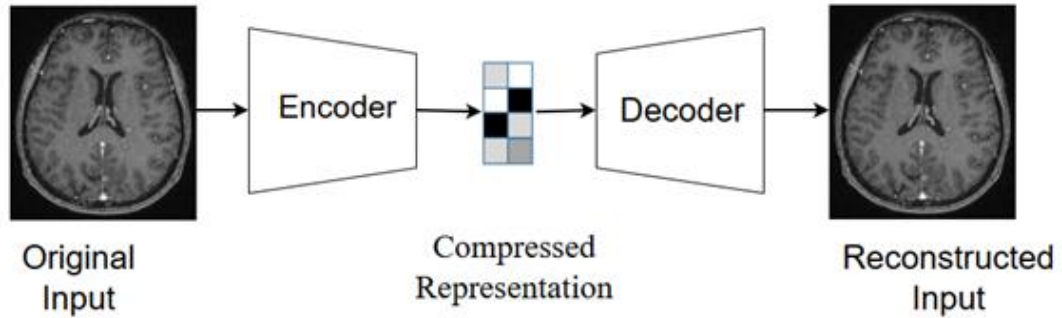 Encoder
Decoder
Original
Input
Compressed
Representation
Reconstructed
Input